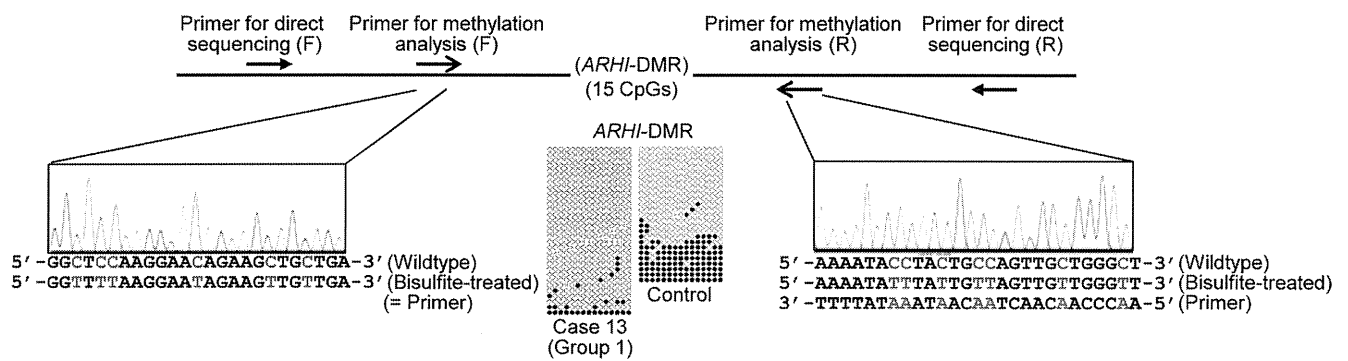 Primer for direct
sequencing (F)
Primer for methylation
analysis (F)
Primer for methylation
analysis (R)
Primer for direct
sequencing (R)
(ARHI-DMR)
(15 CpGs)
ARHI-DMR
5'-GGCTCCAAGGAACAGAAGCTGCTGA-3' (Wildtype)
5'-GGTTTTAAGGAATAGAAGTTGTTGA-3' (Bisulfite-treated)
(= Primer)
Case 13
(Group 1)
Control
5'-AAAATACCTACTGCCAGTTGCTGGGCT-3' (Wildtype)
5'-AAAATATTTATTGTTAGTTGTTGGGTT-3' (Bisulfite-treated)
3'-TTTTATAAATAACAATCAACAACCCAA-5' (Primer)